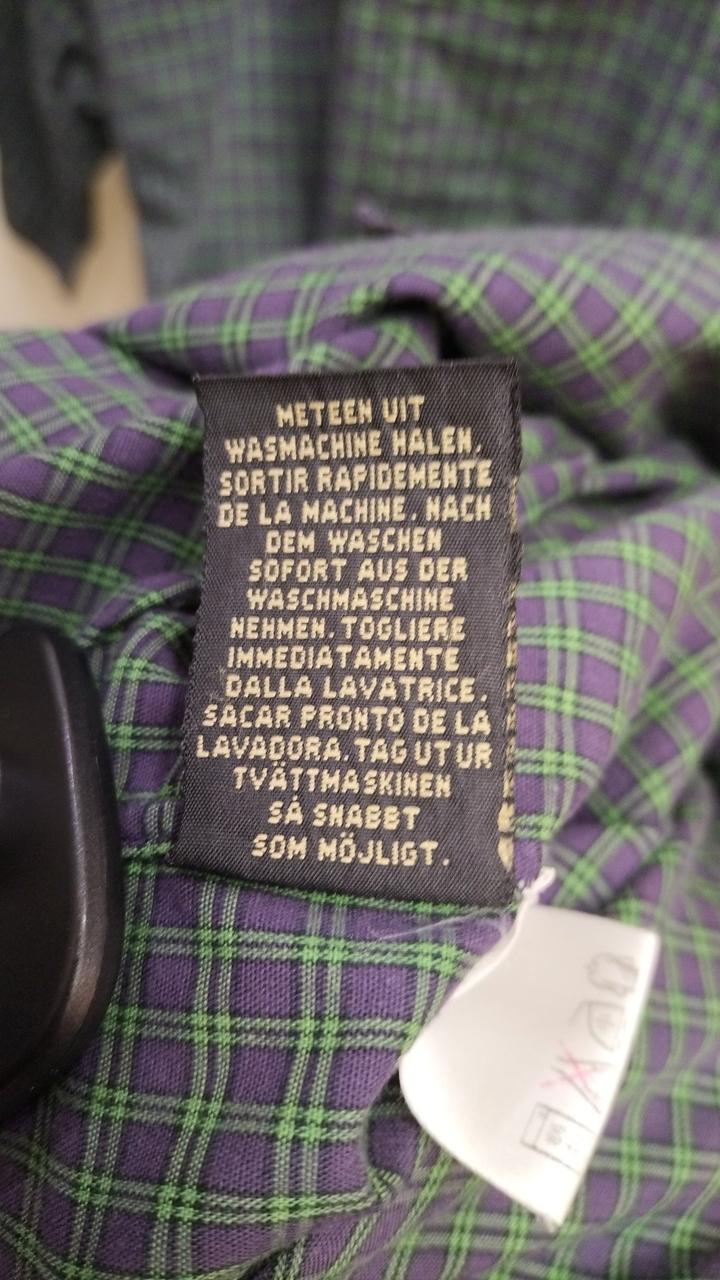 METEEN UIT
WASMACHINE HALEN.
SORTIR RAPIDEMENTE
DE LA MACHINE. NACH
DEM WASCHEN
SOFORT AUS DER
WASCHMASCHINE
NEHMEN. TOGLIERE
IMMEDIATAMENTE
DALLA LAVATRICE.
SACAR PRONTO DE LA
LAVADORA. TAG UT UR
TVÄTTMASKINEN
SÅ SNABBT
SOM MÖJLIGT.